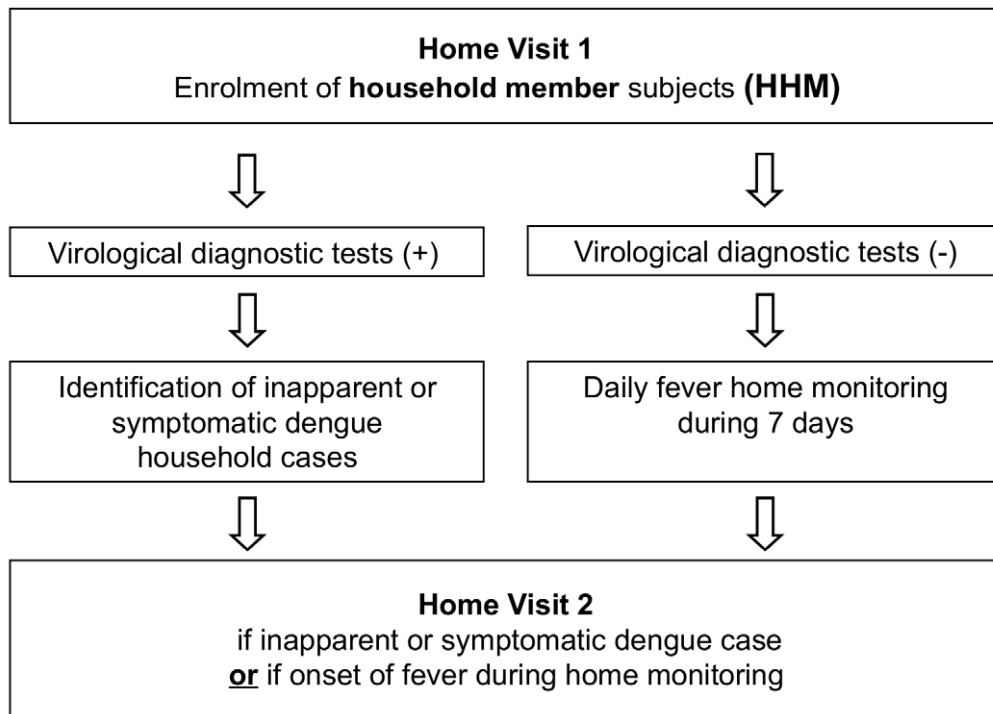 Home Visit 1
Enrolment of household member subjects (HHM)
Virological diagnostic tests (+)
Virological diagnostic tests (-)
Identification of inapparent or
symptomatic dengue
household cases
Daily fever home monitoring
during 7 days
Home Visit 2
if inapparent or symptomatic dengue case
or if onset of fever during home monitoring